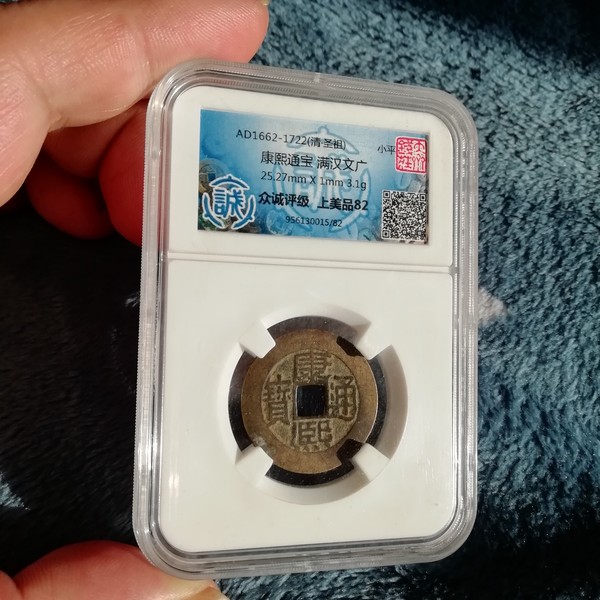 AD1662-1722(清·圣祖)
小平
康熙通宝 满汉文广
25.27mm X 1mm 3.1g
诚
众诚评级 上美品82
956130015/82
康熙通寶